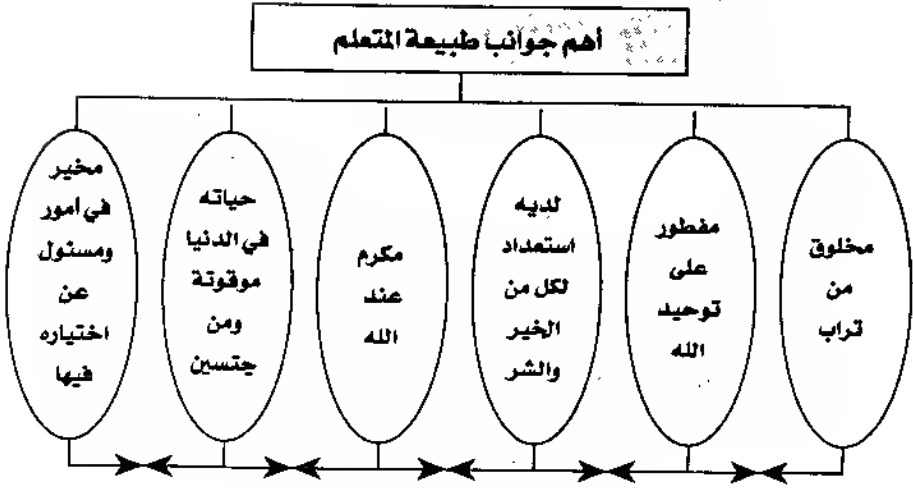 أهم جوانب طبيعة المتعلم
مخلوق
من
تراب
مفطور
على
توحيد
الله
لديه
استعداد
لكل من
الخير
والشر
مكرم
عند
الله
حياته
في الدنيا
موقوتة
ومن
جنسين
مخير
في أمور
ومسئول
عن
اختياره
فيها